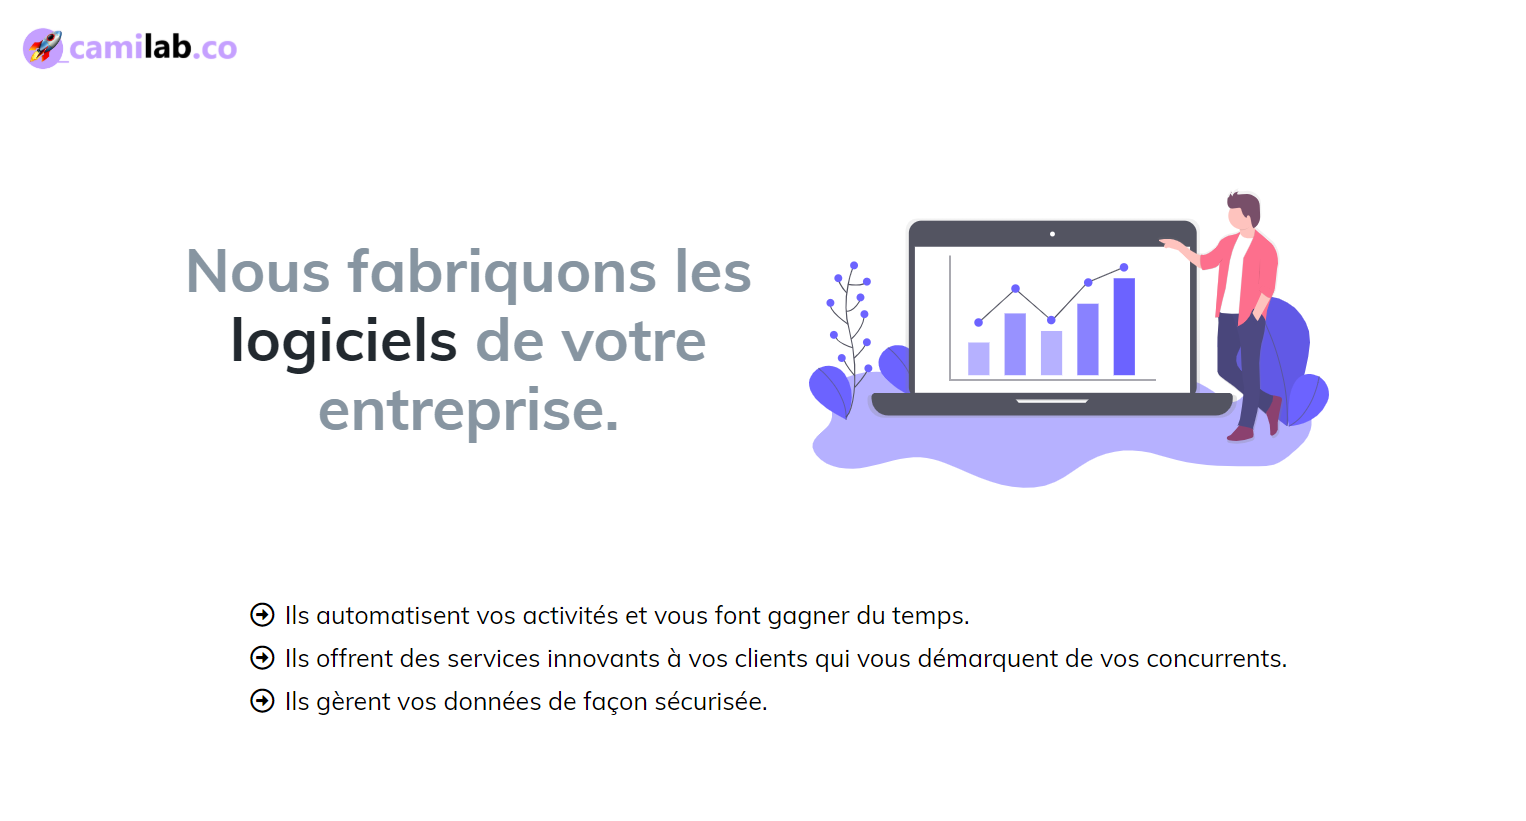 _camilab.co
Nous fabriquons les
logiciels de votre
entreprise.
Ils automatisent vos activités et vous font gagner du temps.
Ils offrent des services innovants à vos clients qui vous démarquent de vos concurrents.
Ils gèrent vos données de façon sécurisée.